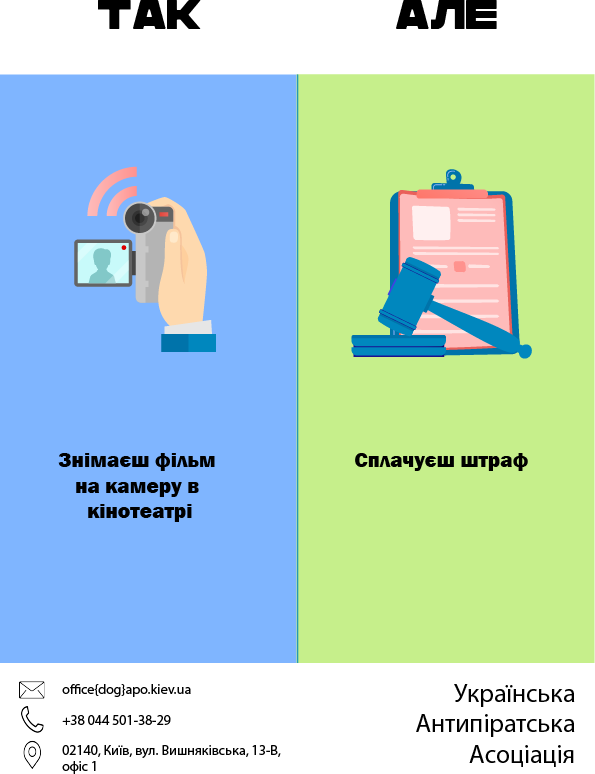 ТАК
АЛЕ
Знімаєш фільм
на камеру в
кінотеатрі
Сплачуєш штраф
office{dog}apo.kiev.ua
+38 044 501-38-29
02140, Київ, вул. Вишняківська, 13-В,
офіс 1
Українська
Антипіратська
Асоціація